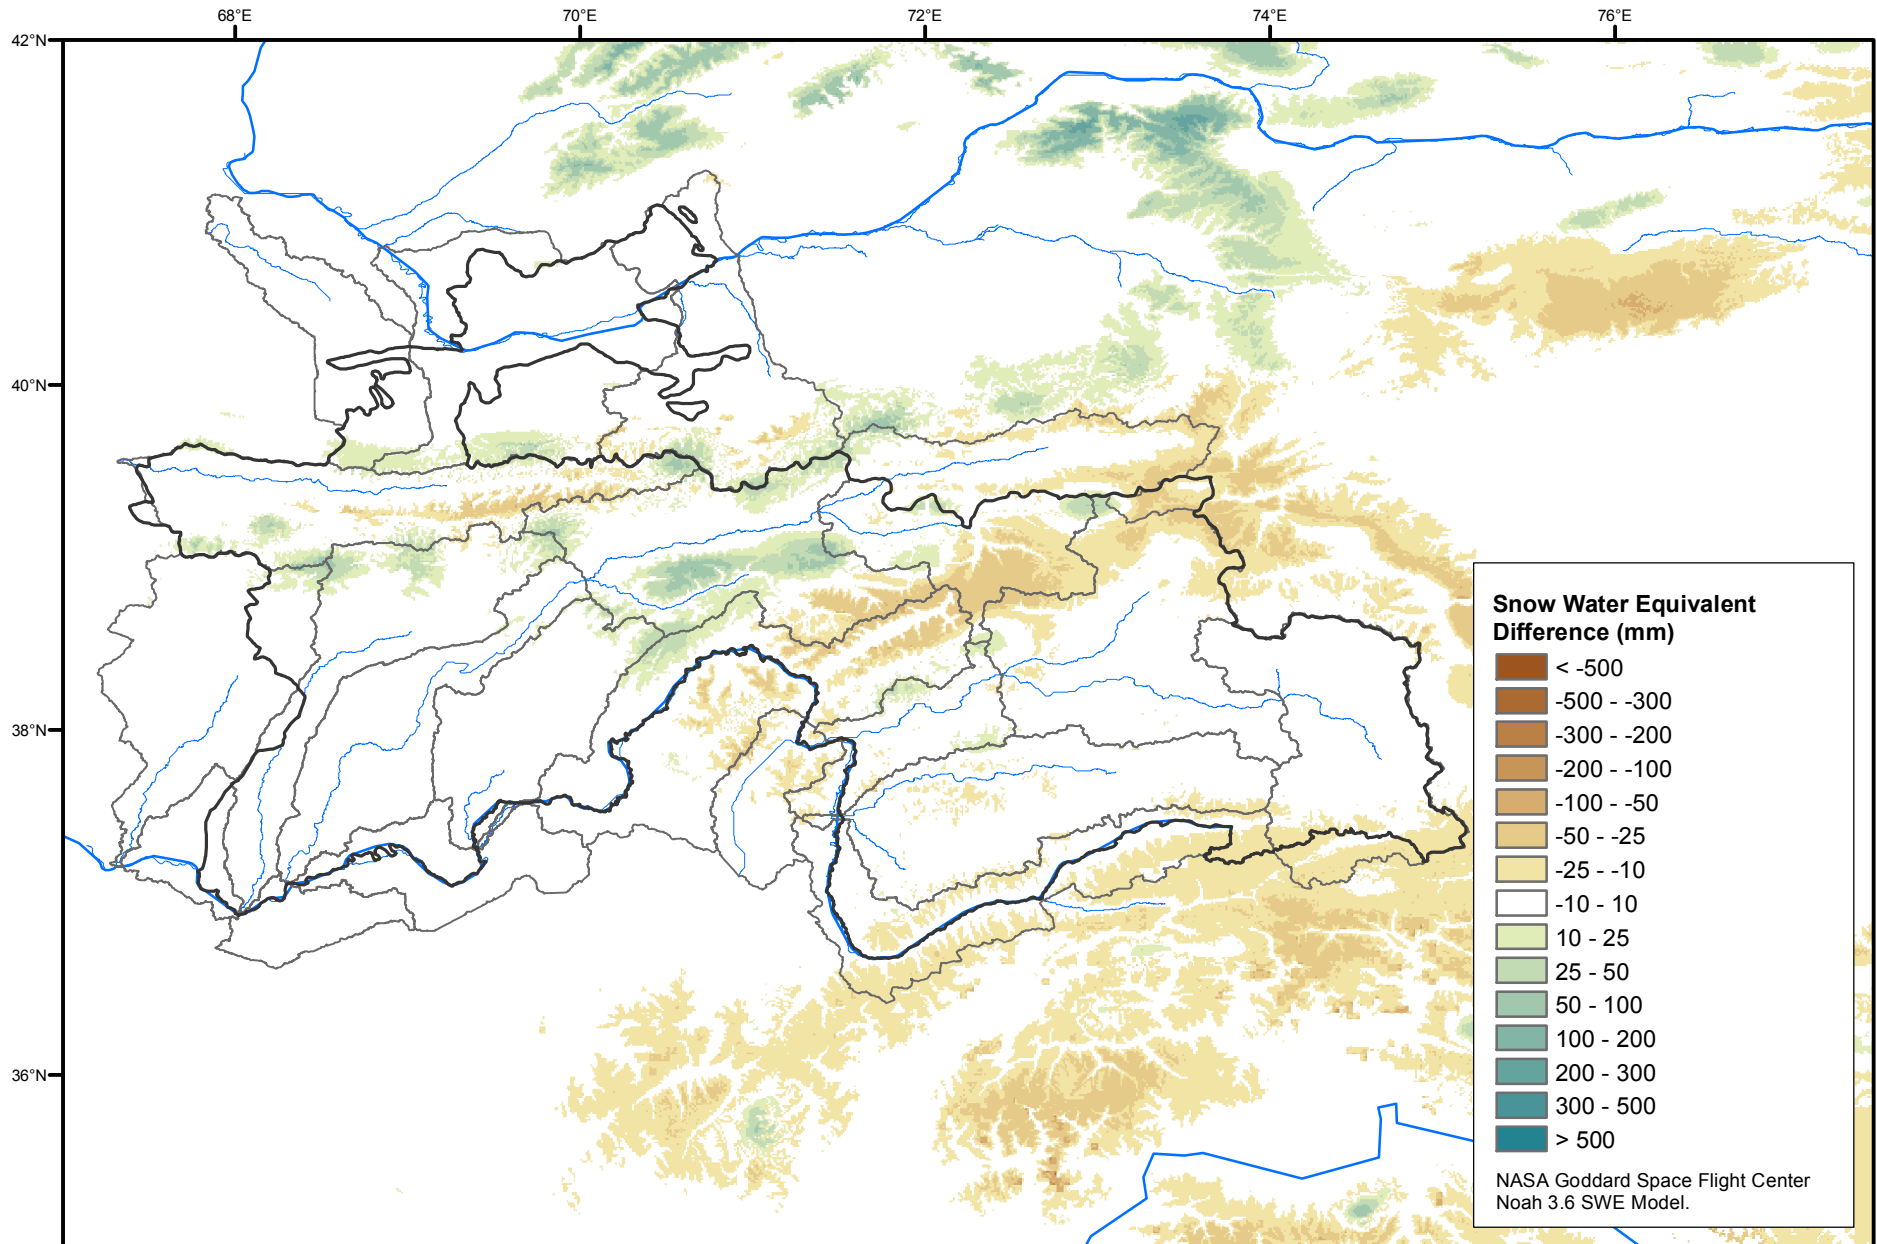 68°E
70°E
72°E
74°E
76°E
42°N
40°N
38°N
36°N
Snow Water Equivalent
Difference (mm)
< -500
-500 - -300
-300 - -200
-200 - -100
-100 - -50
-50 - -25
-25 - -10
-10 - 10
10 - 25
25 - 50
50 - 100
100 - 200
200 - 300
300 - 500
> 500
NASA Goddard Space Flight Center
Noah 3.6 SWE Model.